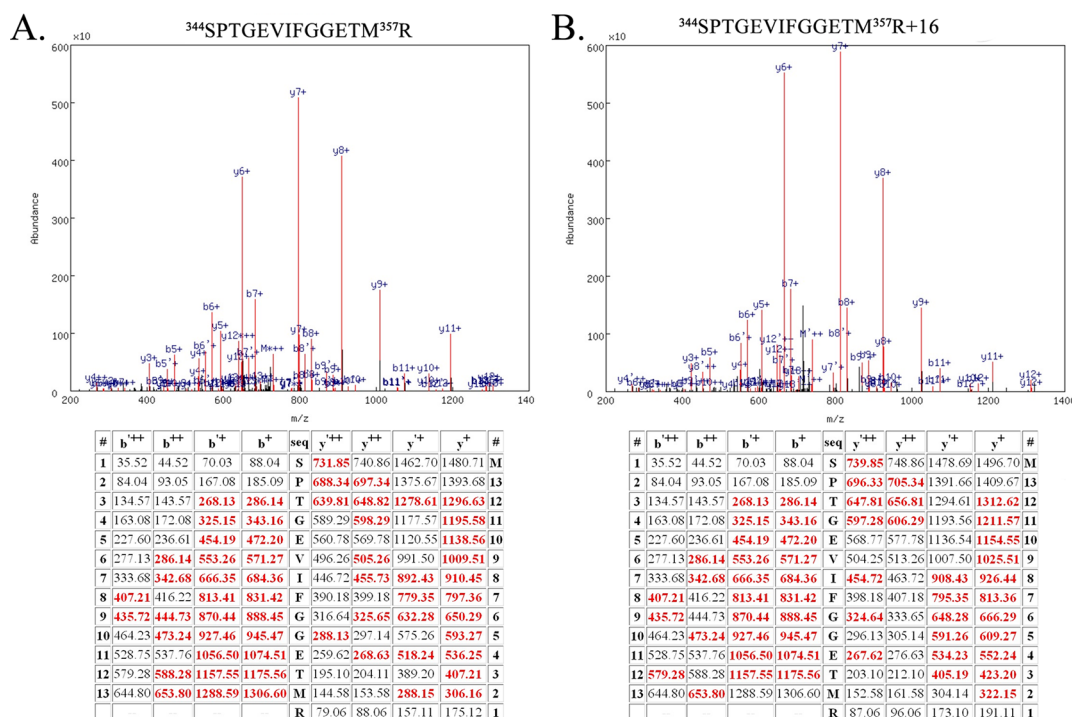 A.
³⁴⁴SPTGEVIFGGETM³⁵⁷R
×10
600
500
400
300
200
100
0
Abundance
200 400 600 800 1000 1200 140
m/z
y7+
y8+
y6+
y9+
b7+
b6+
y5+
y11+
y3+
b5+
B.
³⁴⁴SPTGEVIFGGETM³⁵⁷R+16
×10
600
500
400
300
200
100
0
Abundance
200 400 600 800 1000 1200 1400
m/z
y7+
y6+
y8+
b7+
b8+
y9+
y5+
b6+
M'++
y11+
b11+
y3+
b5+
# b'++ b++ b'+ b+ seq y'++ y++ y'+ y+ #
1 35.52 44.52 70.03 88.04 S 731.85 740.86 1462.70 1480.71 M
2 84.04 93.05 167.08 185.09 P 688.34 697.34 1375.67 1393.68 13
3 134.57 143.57 268.13 286.14 T 639.81 648.82 1278.61 1296.63 12
4 163.08 172.08 325.15 343.16 G 589.29 598.29 1177.57 1195.58 11
5 227.60 236.61 454.19 472.20 E 560.78 569.78 1120.55 1138.56 10
6 277.13 286.14 553.26 571.27 V 496.26 505.26 991.50 1009.51 9
7 333.68 342.68 666.35 684.36 I 446.72 455.73 892.43 910.45 8
8 407.21 416.22 813.41 831.42 F 390.18 399.18 779.35 797.36 7
9 435.72 444.73 870.44 888.45 G 316.64 325.65 632.28 650.29 6
10 464.23 473.24 927.46 945.47 G 288.13 297.14 575.26 593.27 5
11 528.75 537.76 1056.50 1074.51 E 259.62 268.63 518.24 536.25 4
12 579.28 588.28 1157.55 1175.56 T 195.10 204.11 389.20 407.21 3
13 644.80 653.80 1288.59 1306.60 M 144.58 153.58 288.15 306.16 2
-- -- -- -- R 79.06 88.06 157.11 175.12 1
# b'++ b++ b'+ b+ seq y'++ y++ y'+ y+ #
1 35.52 44.52 70.03 88.04 S 739.85 748.86 1478.69 1496.70 M
2 84.04 93.05 167.08 185.09 P 696.33 705.34 1391.66 1409.67 13
3 134.57 143.57 268.13 286.14 T 647.81 656.81 1294.61 1312.62 12
4 163.08 172.08 325.15 343.16 G 597.28 606.29 1193.56 1211.57 11
5 227.60 236.61 454.19 472.20 E 568.77 577.78 1136.54 1154.55 10
6 277.13 286.14 553.26 571.27 V 504.25 513.26 1007.50 1025.51 9
7 333.68 342.68 666.35 684.36 I 454.72 463.72 908.43 926.44 8
8 407.21 416.22 813.41 831.42 F 398.18 407.18 795.35 813.36 7
9 435.72 444.73 870.44 888.45 G 324.64 333.65 648.28 666.29 6
10 464.23 473.24 927.46 945.47 G 296.13 305.14 591.26 609.27 5
11 528.75 537.76 1056.50 1074.51 E 267.62 276.63 534.23 552.24 4
12 579.28 588.28 1157.55 1175.56 T 203.10 212.10 405.19 423.20 3
13 644.80 653.80 1288.59 1306.60 M 152.58 161.58 304.14 322.15 2
-- -- -- -- R 87.06 96.06 173.10 191.11 1